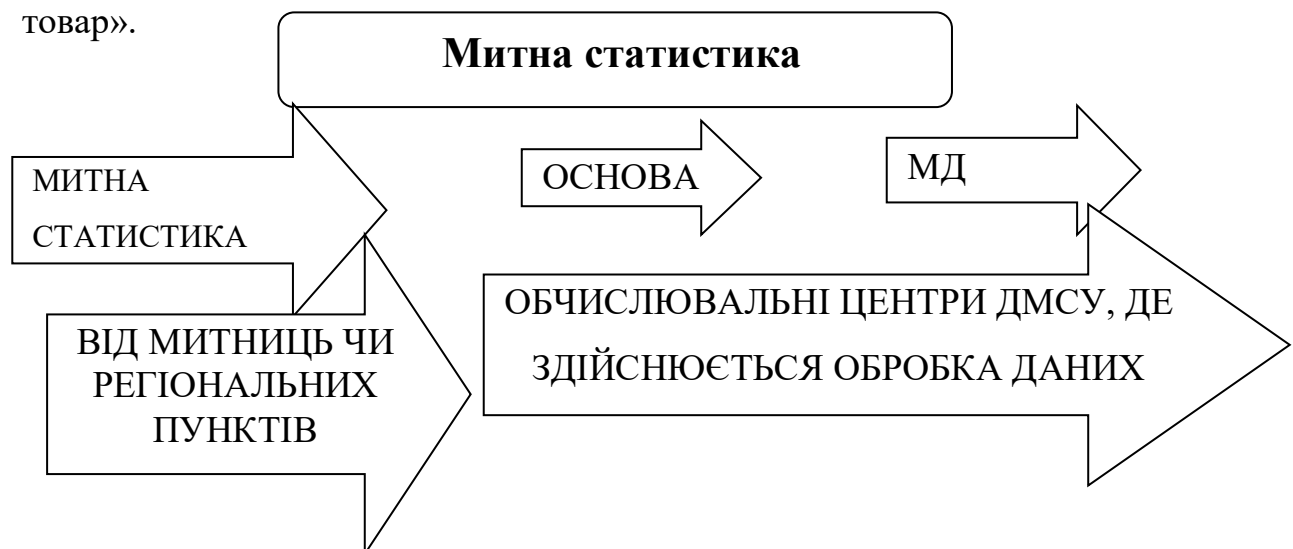 товар».
Митна статистика
МИТНА
СТАТИСТИКА
ОСНОВА
МД
ВІД МИТНИЦЬ ЧИ
РЕГІОНАЛЬНИХ
ПУНКТІВ
ОБЧИСЛЮВАЛЬНІ ЦЕНТРИ ДМСУ, ДЕ
ЗДІЙСНЮЄТЬСЯ ОБРОБКА ДАНИХ